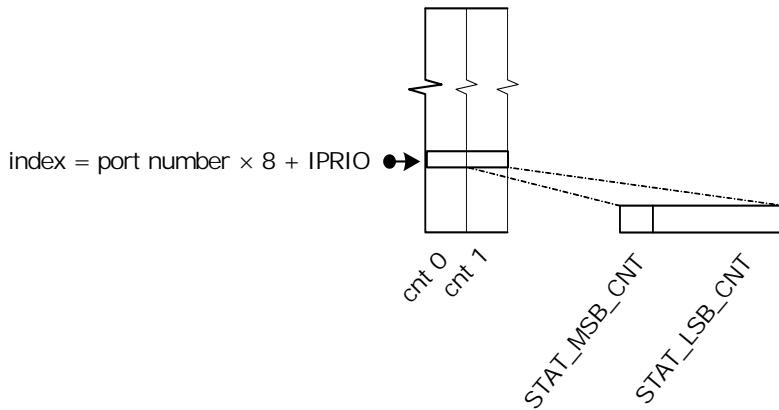 index = port number × 8 + IPRIO
cnt 0
cnt 1
STAT_MSB_CNT
STAT_LSB_CNT